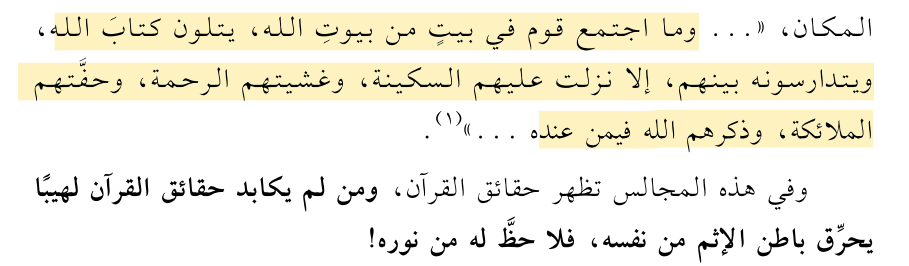 المكان، «... وما اجتمع قوم في بيتٍ من بيوتِ الله، يتلون كتابَ الله،
ويتدارسونه بينهم، إلا نزلت عليهم السكينة، وغشيتهم الرحمة، وحفَّتهم
الملائكة، وذكرهم الله فيمن عنده ...»(١).
وفي هذه المجالس تظهر حقائق القرآن، ومن لم يكابد حقائق القرآن لهيبًا
يحرِّق باطن الإثم من نفسه، فلا حظَّ له من نوره!